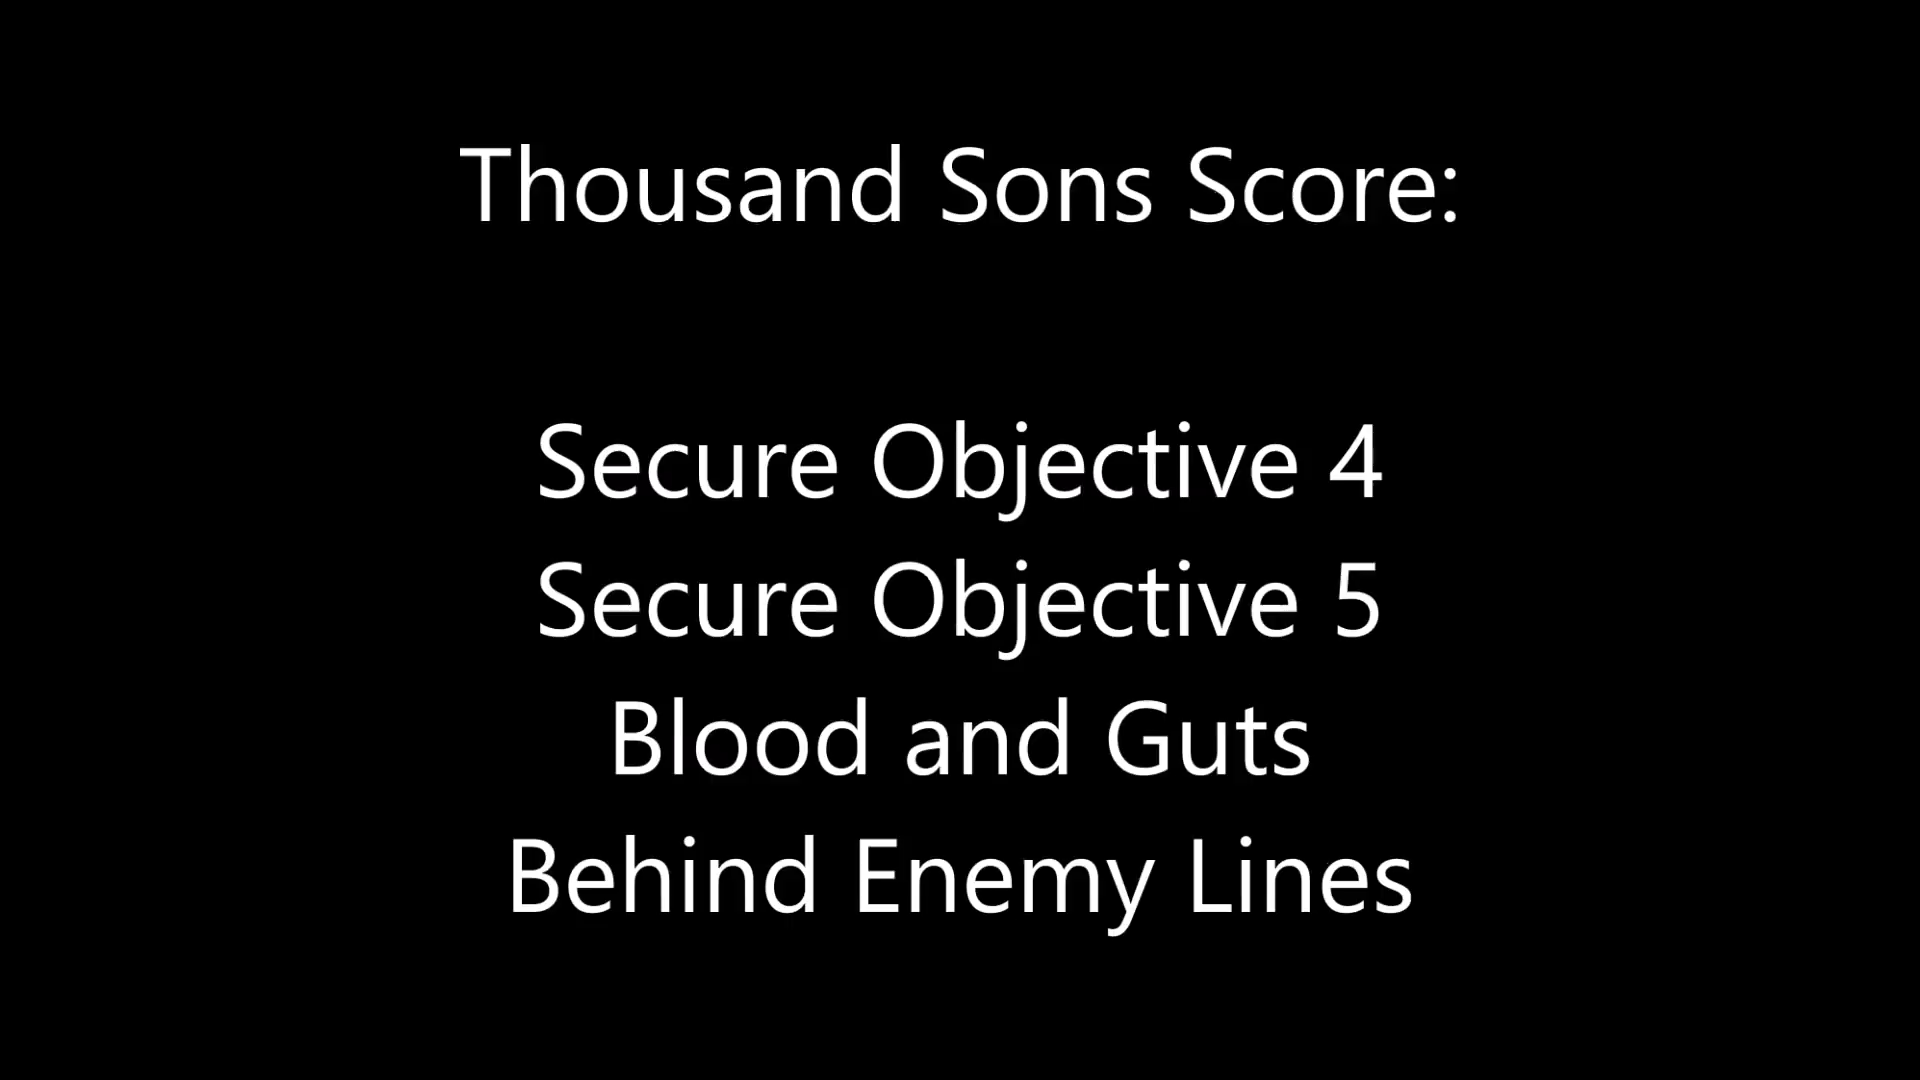 Thousand Sons Score:
Secure Objective 4
Secure Objective 5
Blood and Guts
Behind Enemy Lines